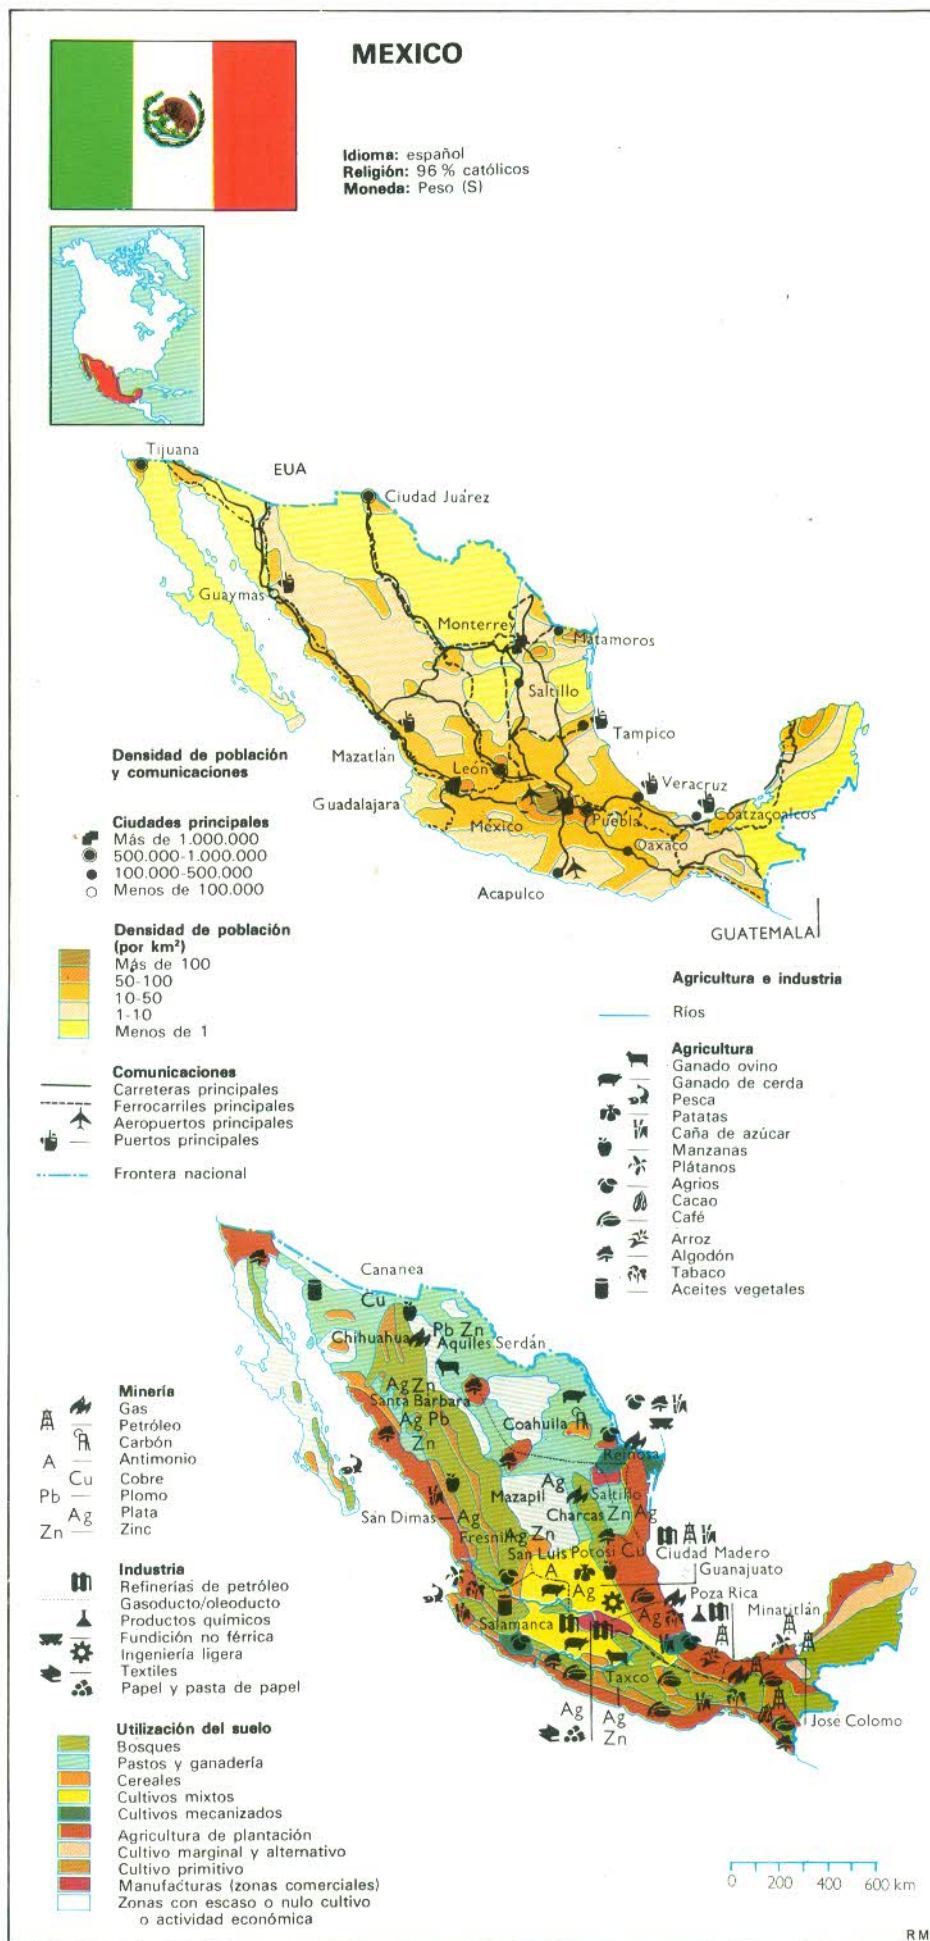 MEXICO
Idioma: español
Religión: 96 % católicos
Moneda: Peso (S)
Tijuana
EUA
Ciudad Juárez
Guaymas
Monterrey
Matamoros
Saltillo
Tampico
Mazatlán
León
Veracruz
Guadalajara
Coatzaçoalcos
México
Puebla
Oaxaco
Acapulco
GUATEMALA
Densidad de población
y comunicaciones
Ciudades principales
Más de 1.000.000
500.000-1.000.000
100.000-500.000
Menos de 100.000
Densidad de población
(por km²)
Más de 100
50-100
10-50
1-10
Menos de 1
Comunicaciones
Carreteras principales
Ferrocarriles principales
Aeropuertos principales
Puertos principales
Frontera nacional
Agricultura e industria
Ríos
Agricultura
Ganado ovino
Ganado de cerda
Pesca
Patatas
Caña de azúcar
Manzanas
Plátanos
Agrios
Cacao
Café
Arroz
Algodón
Tabaco
Aceites vegetales
Cananea
Cu
Chihuahua
Pb Zn
Aquiles Serdán
Ag Zn
Santa Bárbara
Ag Pb
Zn
Coahuila
Reinosa
Mazapil
Ag
Saltillo
San Dimas
Ag
Charcas Zn Ag
Fresnillo
Ag Zn
San Luis Potosí Cu
Ciudad Madero
A
Ag
Guanajuato
Poza Rica
Ag
Minatitlán
Salamanca
Taxco
Ag
Ag
Zn
José Colomo
Minería
Gas
Petróleo
Carbón
A Antimonio
Cu Cobre
Pb Plomo
Ag Plata
Zn Zinc
Industria
Refinerías de petróleo
Gasoducto/oleoducto
Productos químicos
Fundición no férrica
Ingeniería ligera
Textiles
Papel y pasta de papel
Utilización del suelo
Bosques
Pastos y ganadería
Cereales
Cultivos mixtos
Cultivos mecanizados
Agricultura de plantación
Cultivo marginal y alternativo
Cultivo primitivo
Manufacturas (zonas comerciales)
Zonas con escaso o nulo cultivo
o actividad económica
0 200 400 600 km
RM